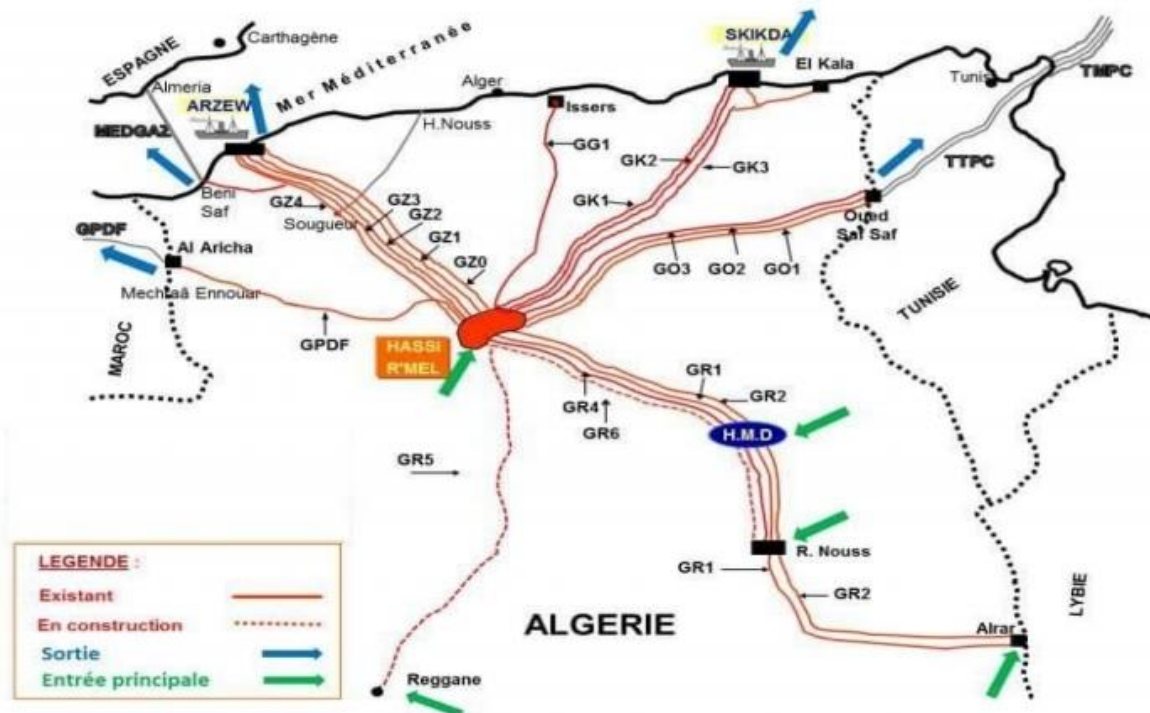 Carthagène
ESPAGNE
Mer Méditerranée
SKIKDA
El Kala
TMPC
Almeria
Alger
Tunis
ARZEW
Issers
MEDGAZ
H.Nouss
GG1
GK2
GK3
TTPC
Beni
Saf
GZ4
GZ3
GK1
Oued
Saf Saf
Sougueur
GZ2
GPDF
Al Aricha
GZ1
GO3
GO2
GO1
GZ0
Mechraâ Ennouar
TUNISIE
MAROC
GPDF
HASSI
R'MEL
GR1
GR2
GR4
GR6
H.M.D
GR5
R. Nouss
GR1
GR2
LYBIE
LEGENDE :
Existant
En construction
Sortie
Entrée principale
ALGERIE
Alrar
Reggane